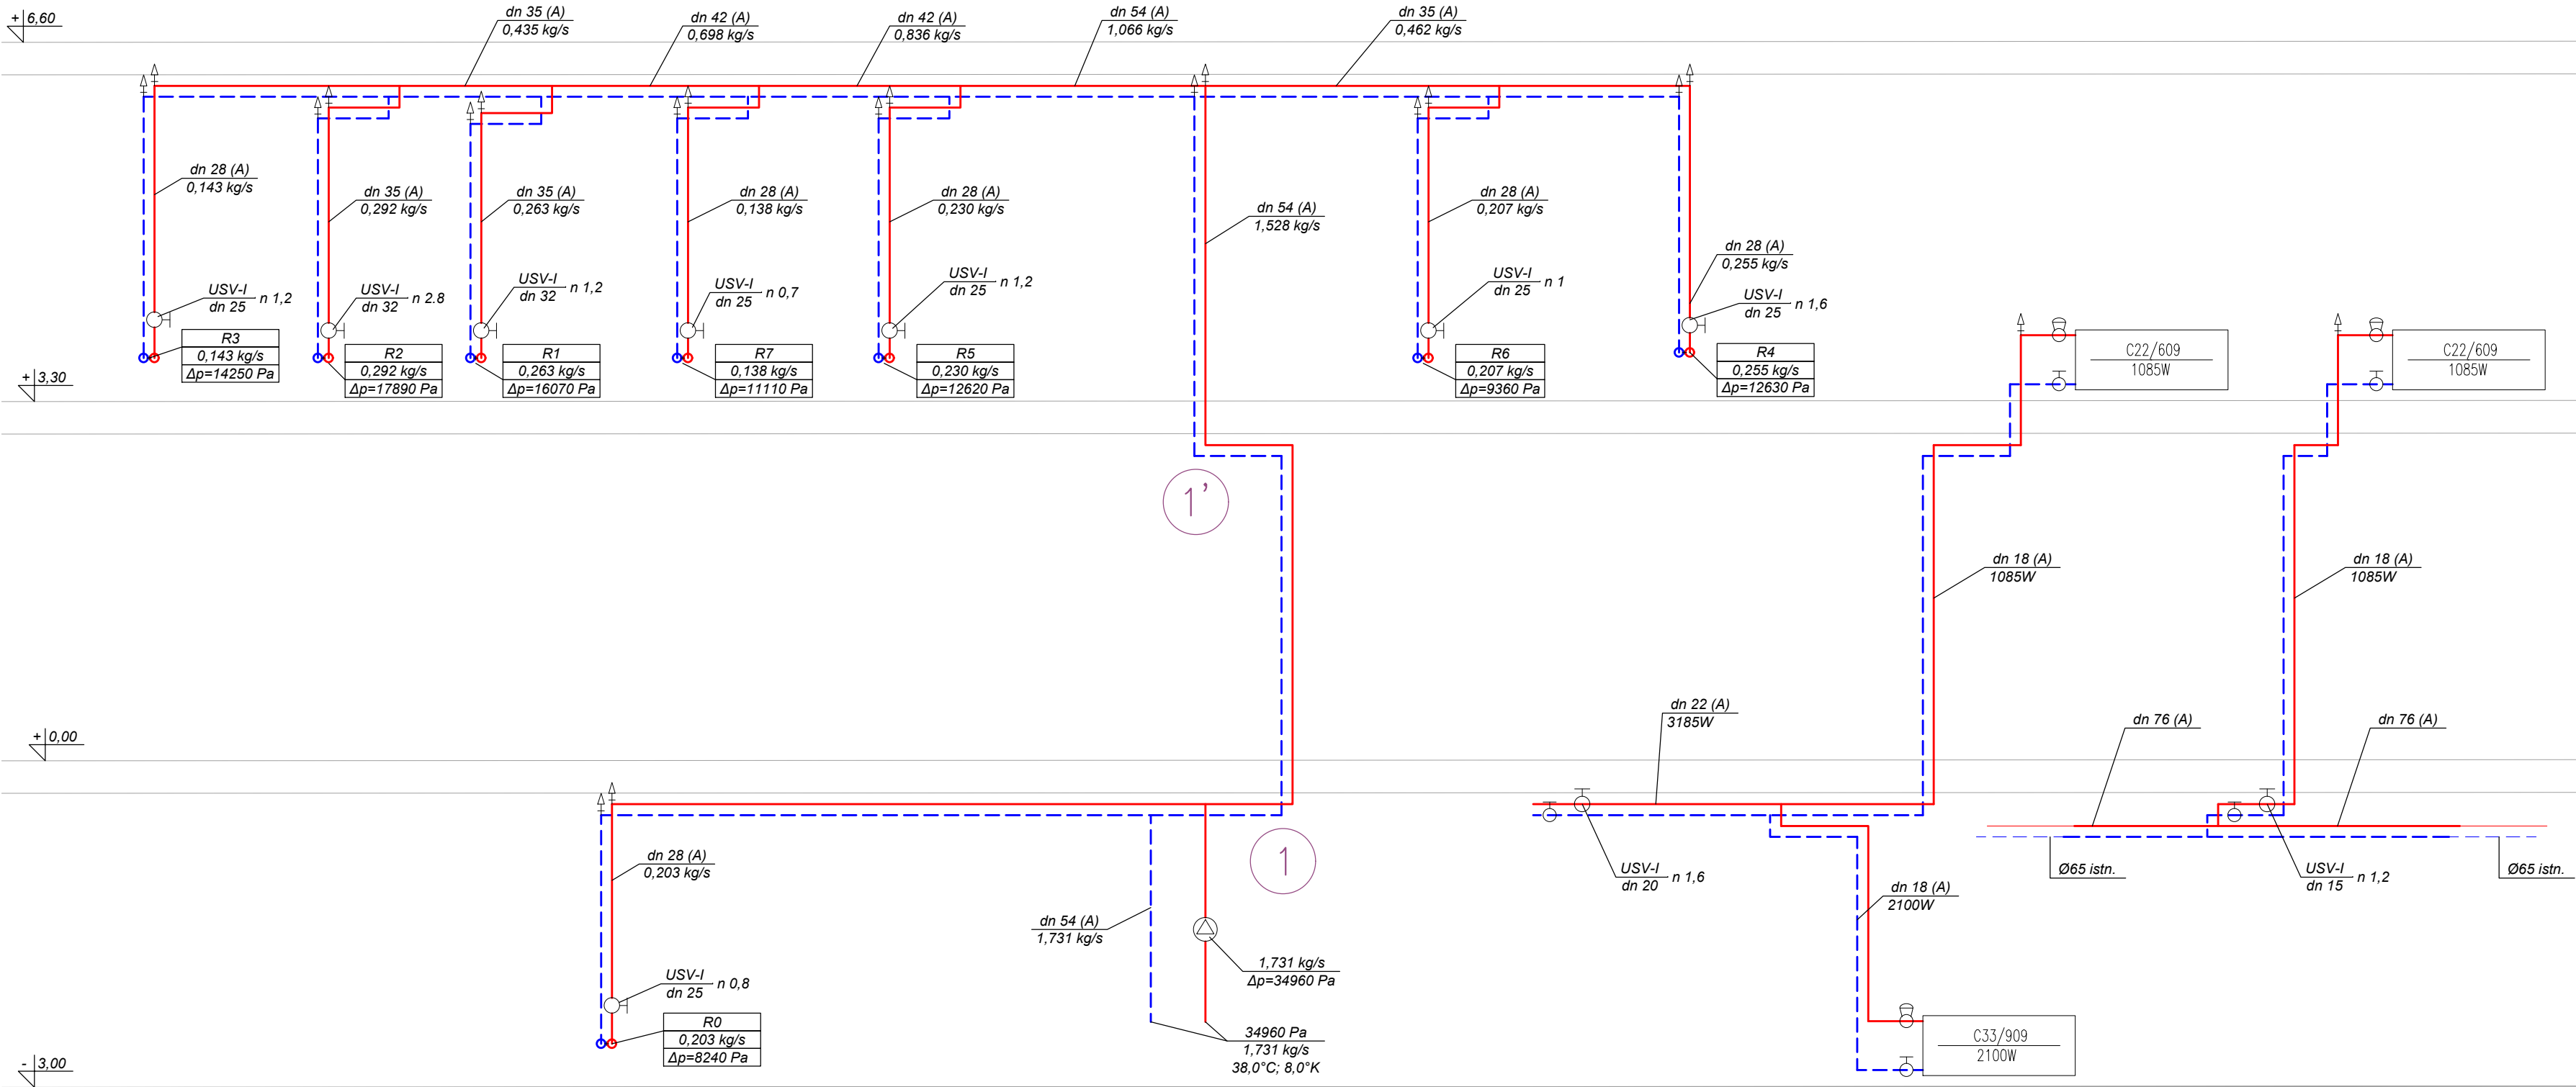 + 6,60
dn 35 (A)
0,435 kg/s
dn 42 (A)
0,698 kg/s
dn 42 (A)
0,836 kg/s
dn 54 (A)
1,066 kg/s
dn 35 (A)
0,462 kg/s
dn 28 (A)
0,143 kg/s
dn 35 (A)
0,292 kg/s
dn 35 (A)
0,263 kg/s
dn 28 (A)
0,138 kg/s
dn 28 (A)
0,230 kg/s
dn 54 (A)
1,528 kg/s
dn 28 (A)
0,207 kg/s
dn 28 (A)
0,255 kg/s
USV-I
dn 25
n 1,2
USV-I
dn 32
n 2.8
USV-I
dn 32
n 1,2
USV-I
dn 25
n 0,7
USV-I
dn 25
n 1,2
USV-I
dn 25
n 1
USV-I
dn 25
n 1,6
R3
0,143 kg/s
Δp=14250 Pa
R2
0,292 kg/s
Δp=17890 Pa
R1
0,263 kg/s
Δp=16070 Pa
R7
0,138 kg/s
Δp=11110 Pa
R5
0,230 kg/s
Δp=12620 Pa
R6
0,207 kg/s
Δp=9360 Pa
R4
0,255 kg/s
Δp=12630 Pa
C22/609
1085W
C22/609
1085W
+ 3,30
1'
dn 18 (A)
1085W
dn 18 (A)
1085W
dn 22 (A)
3185W
dn 76 (A)
dn 76 (A)
+ 0,00
dn 28 (A)
0,203 kg/s
1
USV-I
dn 20
n 1,6
Ø65 istn.
USV-I
dn 15
n 1,2
Ø65 istn.
dn 18 (A)
2100W
dn 54 (A)
1,731 kg/s
1,731 kg/s
Δp=34960 Pa
USV-I
dn 25
n 0,8
R0
0,203 kg/s
Δp=8240 Pa
34960 Pa
1,731 kg/s
38,0°C; 8,0°K
C33/909
2100W
- 3,00